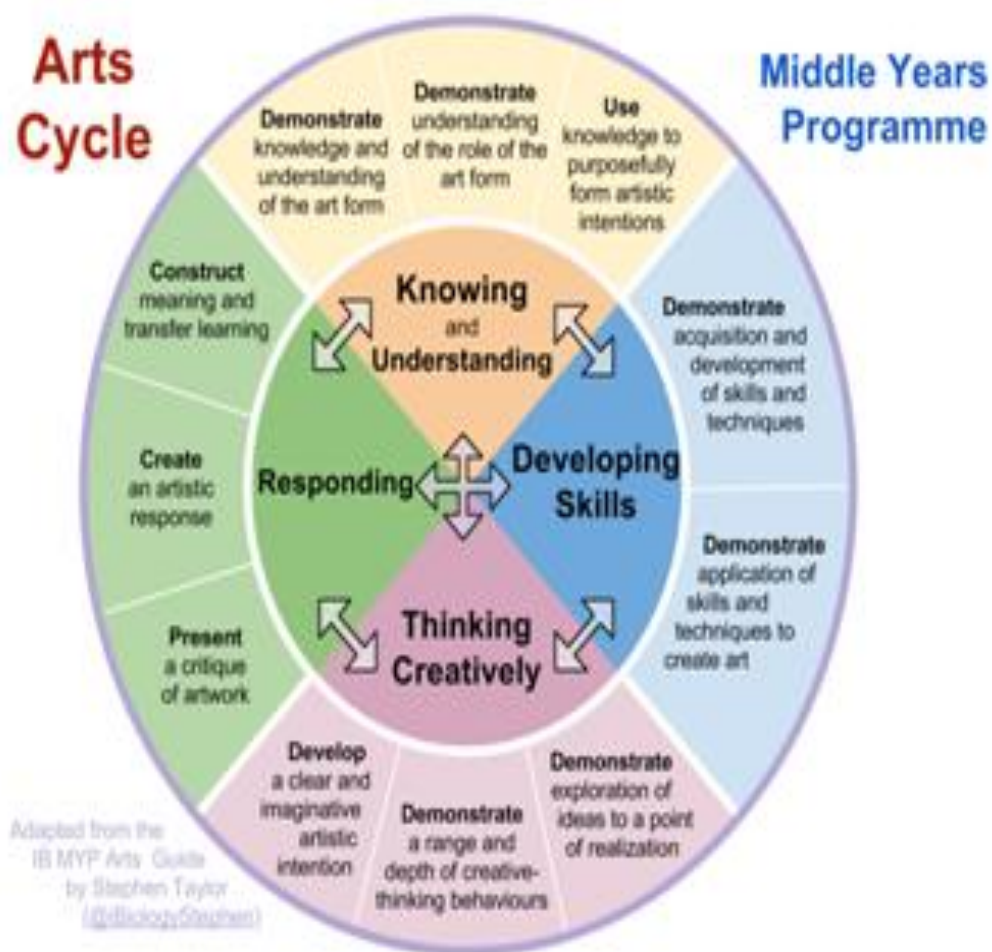 Arts
Cycle
Middle Years
Programme
Demonstrate
knowledge and
understanding
of the art form
Demonstrate
understanding
of the role of the
art form
Use
knowledge to
purposefully
form artistic
intentions
Demonstrate
acquisition and
development
of skills and
techniques
Demonstrate
application of
skills and
techniques to
create art
Demonstrate
exploration of
ideas to a point
of realization
Demonstrate
a range and
depth of creative-
thinking behaviours
Develop
a clear and
imaginative
artistic
intention
Present
a critique
of artwork
Create
an artistic
response
Construct
meaning and
transfer learning
Knowing
and
Understanding
Developing
Skills
Thinking
Creatively
Responding
Adapted from the
IB MYP Arts Guide
by Stephen Taylor
(@iBiologyStephen)